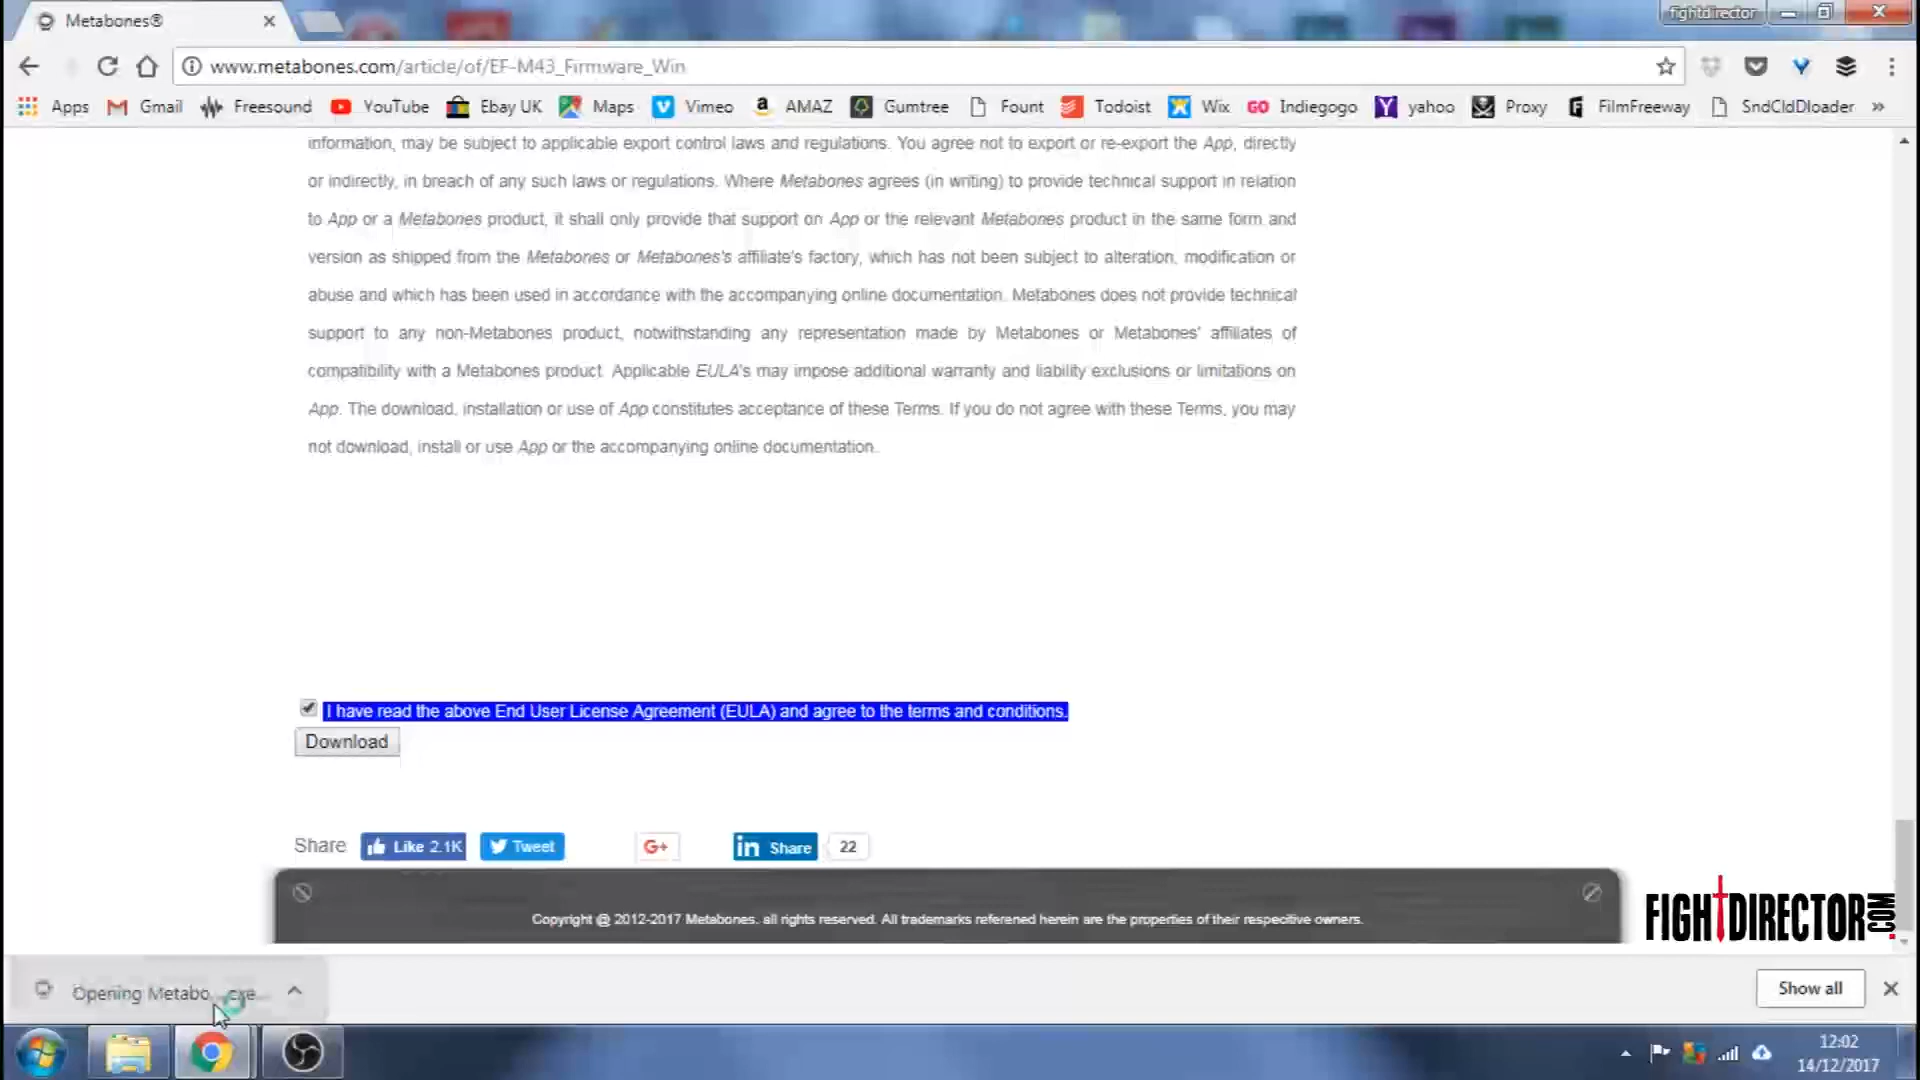 Metabones®
fightdirector
www.metabones.com/article/of/EF-M43_Firmware_Win
Apps Gmail Freesound YouTube Ebay UK Maps Vimeo AMAZ Gumtree Fount Todoist Wix Indiegogo yahoo Proxy FilmFreeway SndCldDloader »
information, may be subject to applicable export control laws and regulations. You agree not to export or re-export the App, directly
or indirectly, in breach of any such laws or regulations. Where Metabones agrees (in writing) to provide technical support in relation
to App or a Metabones product, it shall only provide that support on App or the relevant Metabones product in the same form and
version as shipped from the Metabones or Metabones's affiliate's factory, which has not been subject to alteration, modification or
abuse and which has been used in accordance with the accompanying online documentation. Metabones does not provide technical
support to any non-Metabones product, notwithstanding any representation made by Metabones or Metabones' affiliates of
compatibility with a Metabones product. Applicable EULA's may impose additional warranty and liability exclusions or limitations on
App. The download, installation or use of App constitutes acceptance of these Terms. If you do not agree with these Terms, you may
not download, install or use App or the accompanying online documentation.
I have read the above End User License Agreement (EULA) and agree to the terms and conditions.
Download
Share Like 2.1K Tweet G+ in Share 22
Copyright @ 2012-2017 Metabones. all rights reserved. All trademarks referened herein are the properties of their respecitive owners.
FIGHTDIRECTOR.COM
Opening Metabo....exe...
Show all
12:02
14/12/2017